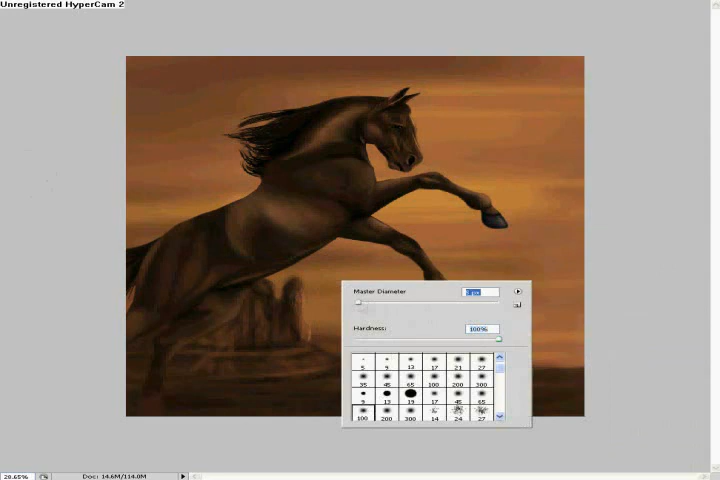 Unregistered HyperCam 2
Master Diameter
Hardness: 100%
5 9 13 17 21 27
35 45 65 100 200 300
9 13 19 17 45 65
100 200 300 14 24 27
20.65% Doc: 14.6M/114.0M